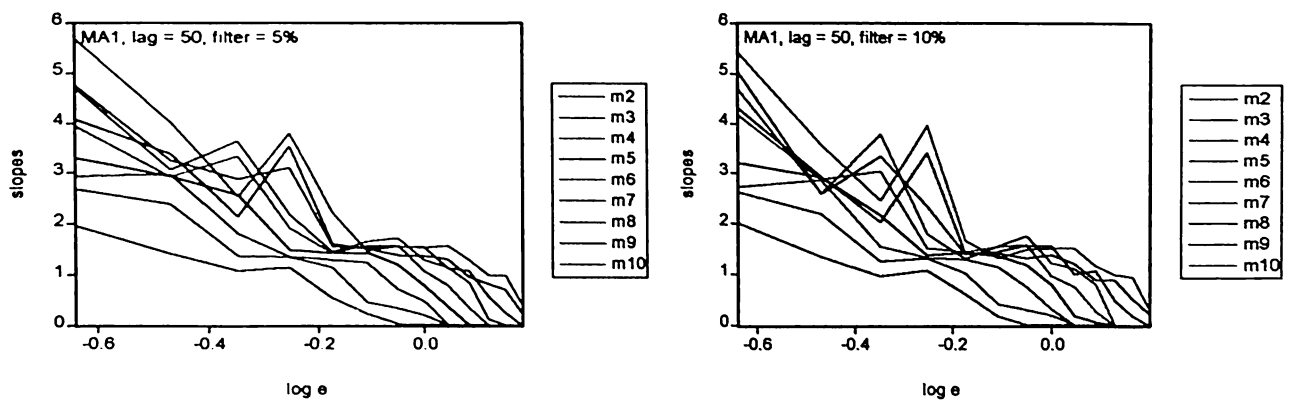 MA1, lag = 50, filter = 5%
slopes
6
5
4
3
2
1
0
-0.6
-0.4
-0.2
0.0
log e
m2
m3
m4
m5
m6
m7
m8
m9
m10
MA1, lag = 50, filter = 10%
slopes
6
5
4
3
2
1
0
-0.6
-0.4
-0.2
0.0
log e
m2
m3
m4
m5
m6
m7
m8
m9
m10